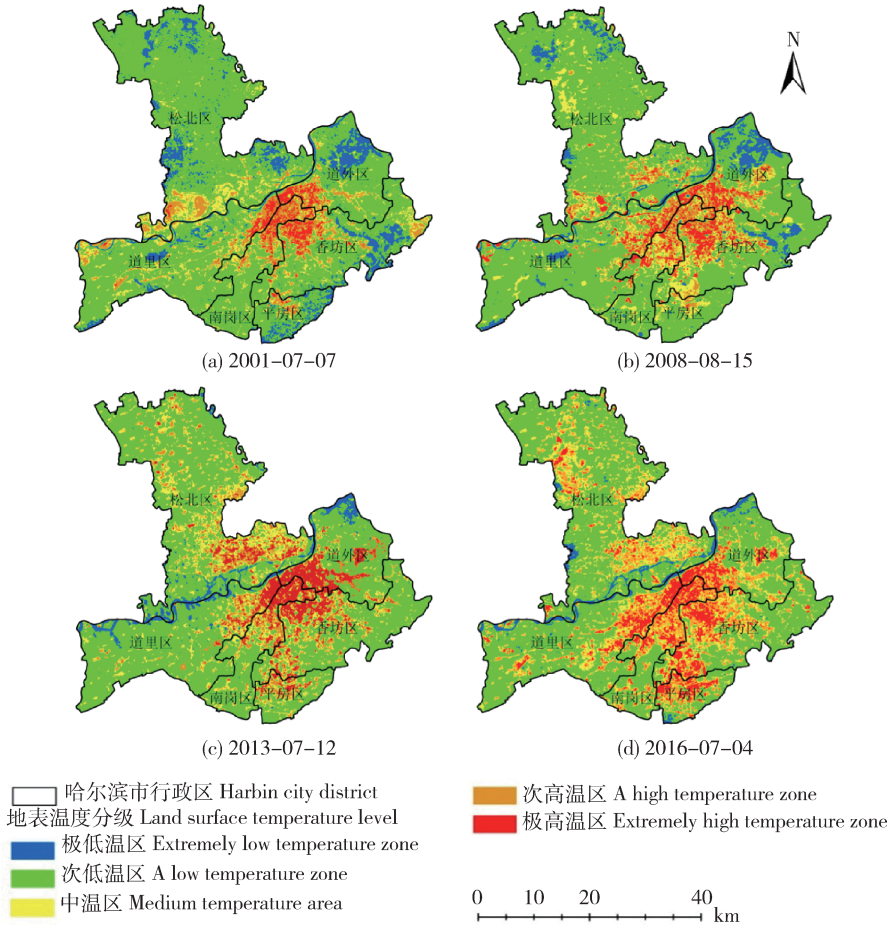 N
松北区
道外区
香坊区
道里区
南岗区
平房区
松北区
道外区
香坊区
道里区
南岗区
平房区
(a) 2001-07-07
(b) 2008-08-15
松北区
道外区
香坊区
道里区
南岗区
平房区
松北区
道外区
香坊区
道里区
南岗区
平房区
(c) 2013-07-12
(d) 2016-07-04
哈尔滨市行政区 Harbin city district
地表温度分级 Land surface temperature level
极低温区 Extremely low temperature zone
次低温区 A low temperature zone
中温区 Medium temperature area
次高温区 A high temperature zone
极高温区 Extremely high temperature zone
0 10 20 40
km